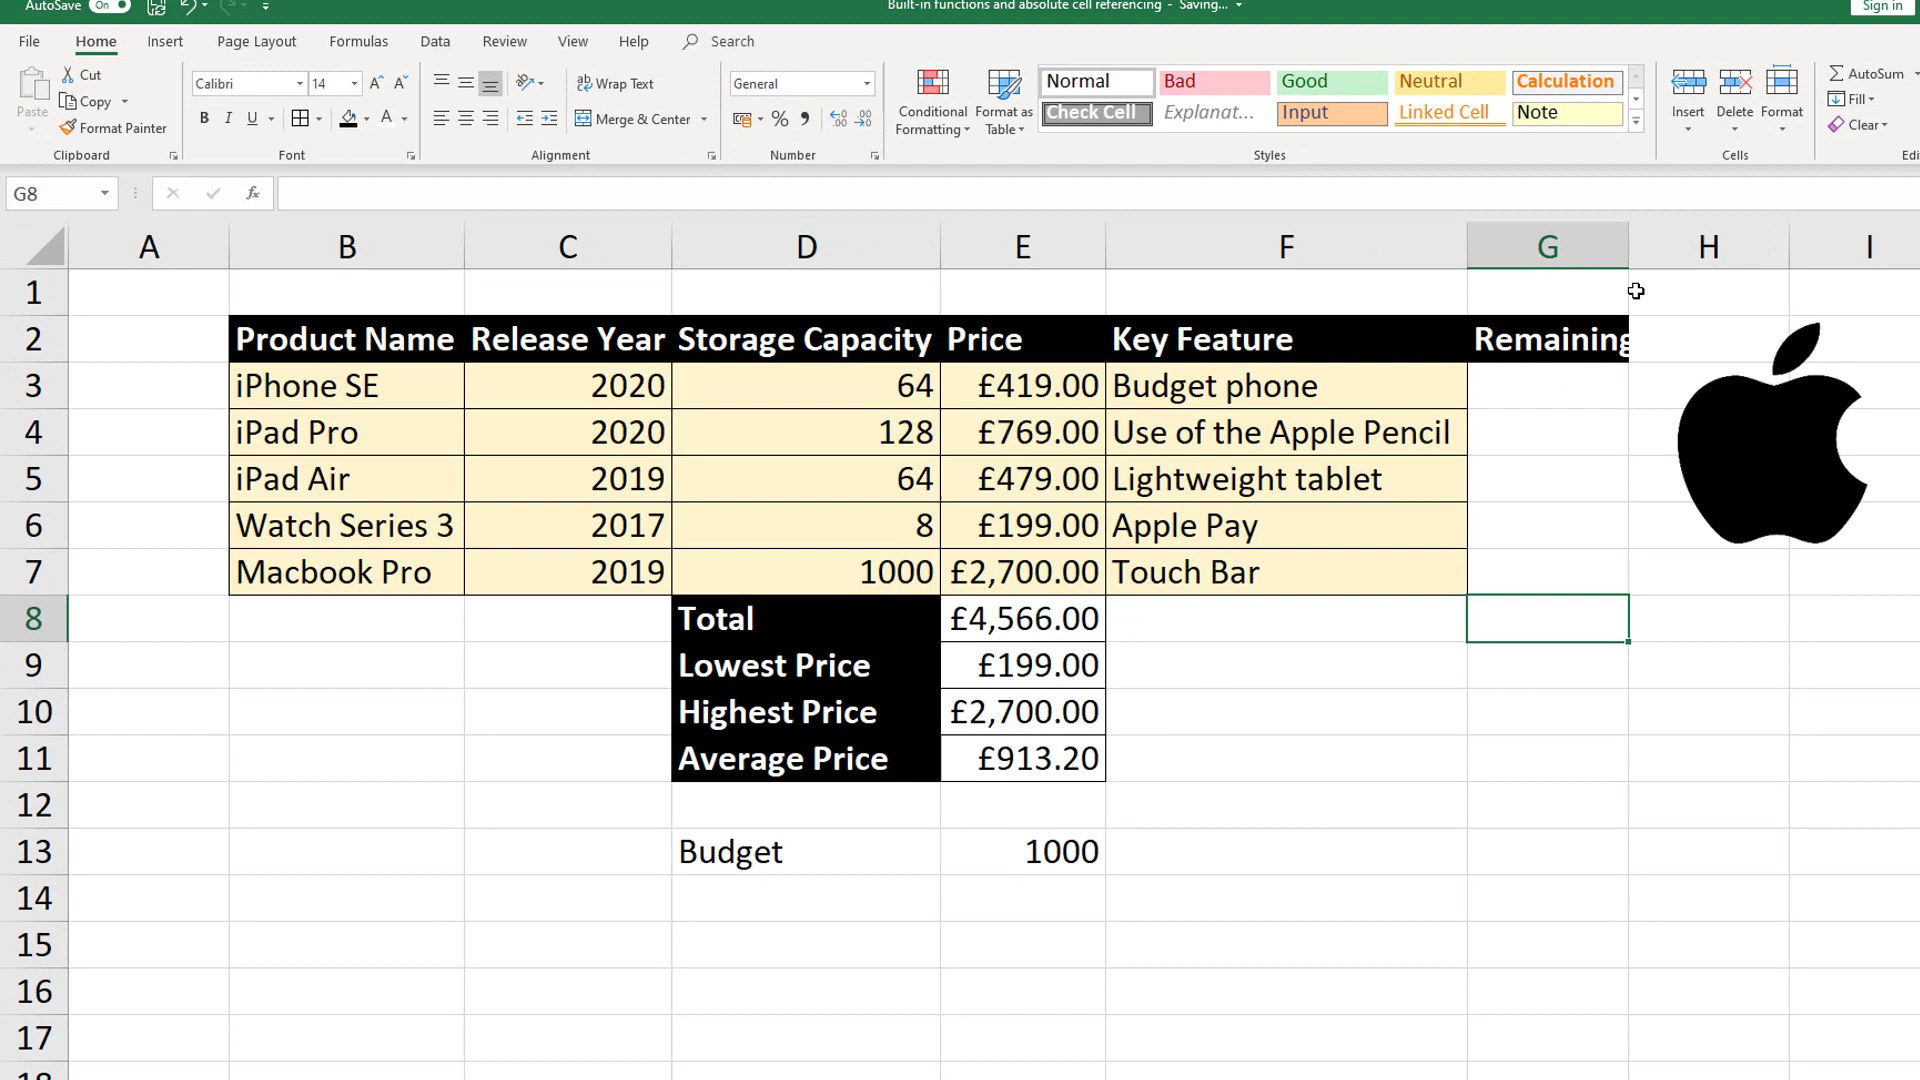 AutoSave On Built-in functions and absolute cell referencing - Saving... Sign in
File Home Insert Page Layout Formulas Data Review View Help Search
Paste Cut Copy Format Painter Clipboard
Calibri 14 A A B I U A Font
Wrap Text Merge & Center Alignment
General % , Number
Conditional Formatting Format as Table
Normal Bad Good Neutral Calculation
Check Cell Explanat... Input Linked Cell Note
Styles
Insert Delete Format Cells
AutoSum Fill Clear
G8 fx
A B C D E F G H I
1
2 Product Name Release Year Storage Capacity Price Key Feature Remaining
3 iPhone SE 2020 64 £419.00 Budget phone
4 iPad Pro 2020 128 £769.00 Use of the Apple Pencil
5 iPad Air 2019 64 £479.00 Lightweight tablet
6 Watch Series 3 2017 8 £199.00 Apple Pay
7 Macbook Pro 2019 1000 £2,700.00 Touch Bar
8 Total £4,566.00
9 Lowest Price £199.00
10 Highest Price £2,700.00
11 Average Price £913.20
12
13 Budget 1000
14
15
16
17